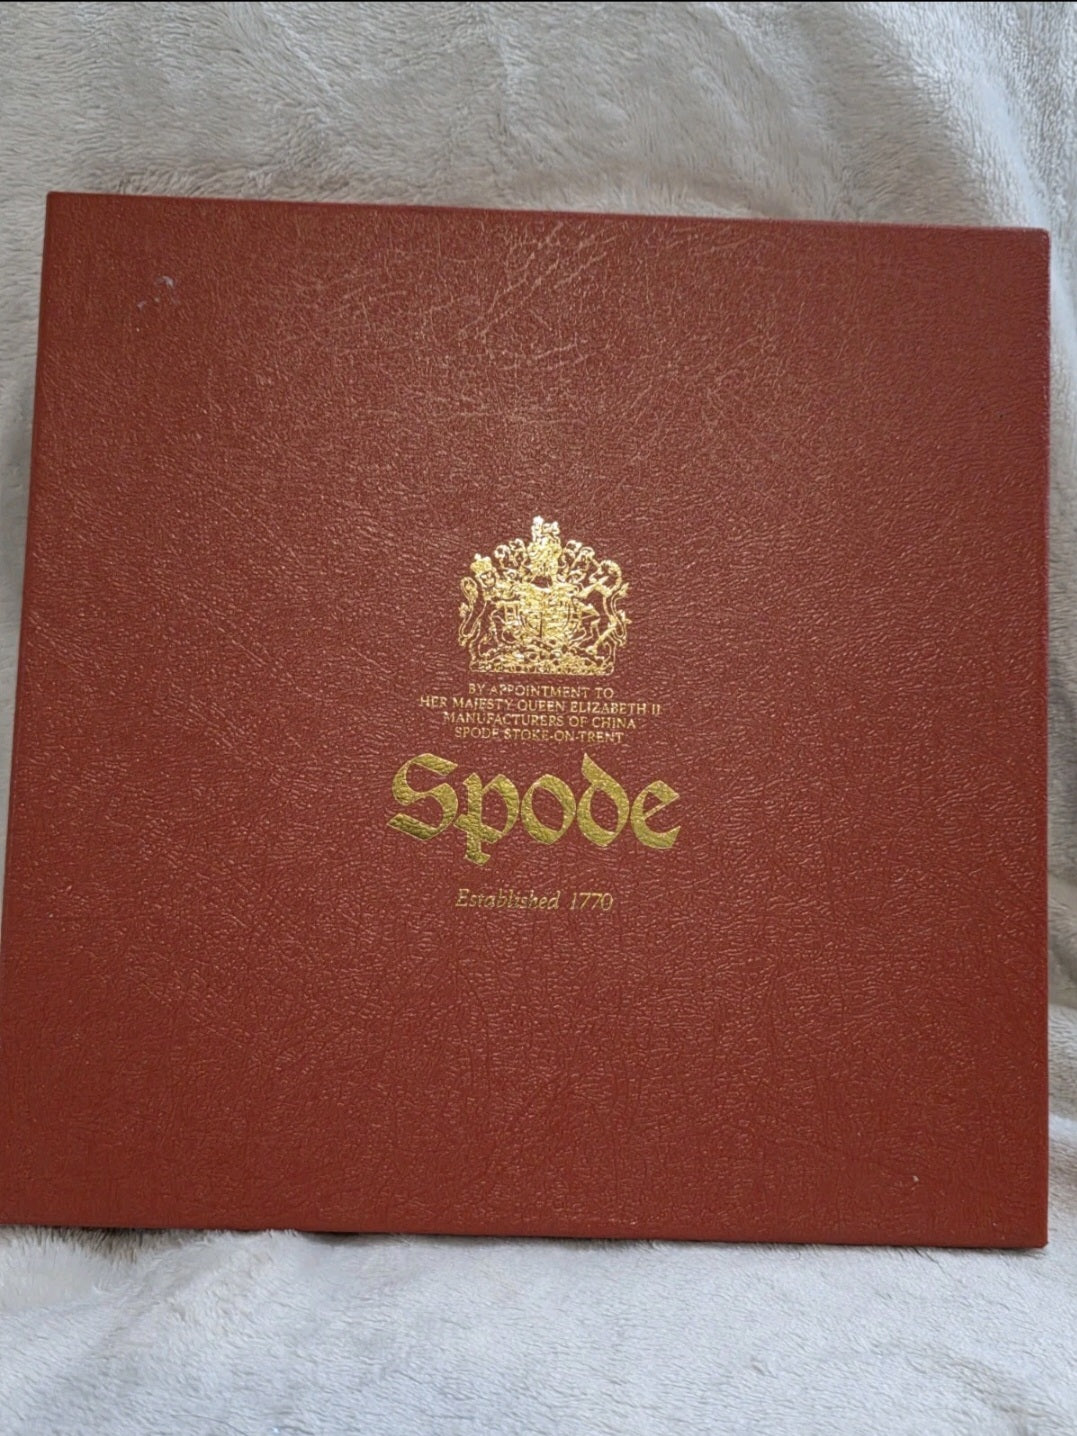 BY APPOINTMENT TO
HER MAJESTY QUEEN ELIZABETH II
MANUFACTURERS OF CHINA
SPODE STOKE-ON-TRENT
Spode
Established 1770